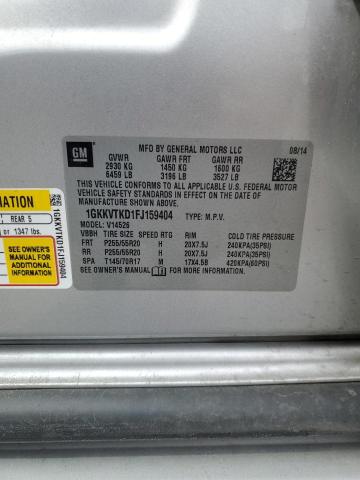 GM
MFD BY GENERAL MOTORS LLC
08/14
GVWR GAWR FRT GAWR RR
2930 KG 1450 KG 1600 KG
6459 LB 3196 LB 3527 LB
THIS VEHICLE CONFORMS TO ALL APPLICABLE U.S. FEDERAL MOTOR
VEHICLE SAFETY STANDARDS IN EFFECT ON THE DATE OF
MANUFACTURE SHOWN ABOVE.
1GKKVTKD1FJ159404 TYPE: M.P.V.
MODEL: V14526
VBBH TIRE SIZE SPEED RTG RIM COLD TIRE PRESSURE
FRT P255/55R20 H 20X7.5J 240KPA(35PSI)
RR P255/55R20 H 20X7.5J 240KPA(35PSI)
SPA T145/70R17 M 17X4.5B 420KPA(60PSI)
SEE OWNER'S MANUAL FOR MORE INFORMATION.
MATION
REAR 5
or 1347 lbs.
SEE OWNER'S
MANUAL FOR
ADDITIONAL
INFORMATION
1GKKVTKD1FJ159404